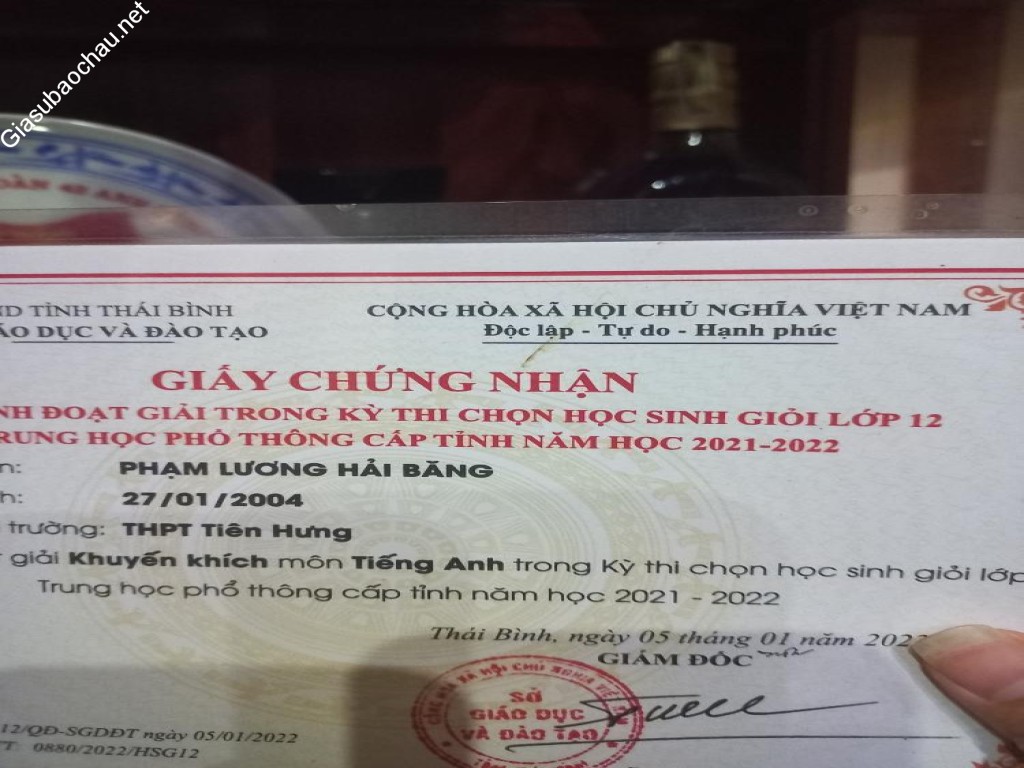 Giasubaochau.net
ND TỈNH THÁI BÌNH
CỘNG HÒA XÃ HỘI CHỦ NGHĨA VIỆT NAM
ÁO DỤC VÀ ĐÀO TẠO
Độc lập - Tự do - Hạnh phúc
GIẤY CHỨNG NHẬN
NH ĐOẠT GIẢI TRONG KỲ THI CHỌN HỌC SINH GIỎI LỚP 12
RUNG HỌC PHỔ THÔNG CẤP TỈNH NĂM HỌC 2021-2022
n: PHẠM LƯƠNG HẢI BĂNG
h: 27/01/2004
trường: THPT Tiên Hưng
giải Khuyến khích môn Tiếng Anh trong Kỳ thi chọn học sinh giỏi lớp
Trung học phổ thông cấp tỉnh năm học 2021 - 2022
Thái Bình, ngày 05 tháng 01 năm 2022
GIÁM ĐỐC
SỞ
GIÁO DỤC
VÀ ĐÀO TẠO
12/QĐ-SGDĐT ngày 05/01/2022
T: 0880/2022/HSG12